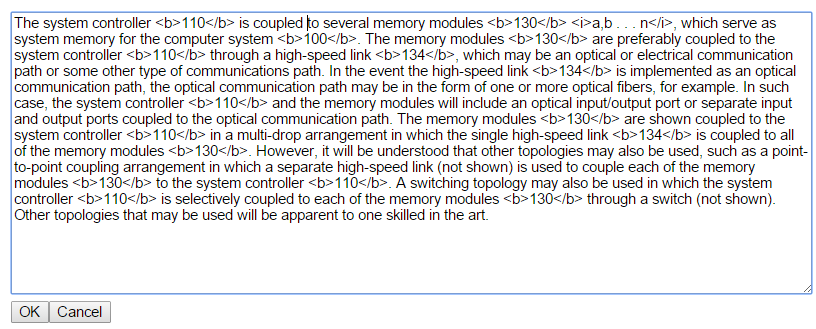 The system controller <b>110</b> is coupled to several memory modules <b>130</b> <i>a,b . . . n</i>, which serve as
system memory for the computer system <b>100</b>. The memory modules <b>130</b> are preferably coupled to the
system controller <b>110</b> through a high-speed link <b>134</b>, which may be an optical or electrical communication
path or some other type of communications path. In the event the high-speed link <b>134</b> is implemented as an optical
communication path, the optical communication path may be in the form of one or more optical fibers, for example. In such
case, the system controller <b>110</b> and the memory modules will include an optical input/output port or separate input
and output ports coupled to the optical communication path. The memory modules <b>130</b> are shown coupled to the
system controller <b>110</b> in a multi-drop arrangement in which the single high-speed link <b>134</b> is coupled to all
of the memory modules <b>130</b>. However, it will be understood that other topologies may also be used, such as a point-
to-point coupling arrangement in which a separate high-speed link (not shown) is used to couple each of the memory
modules <b>130</b> to the system controller <b>110</b>. A switching topology may also be used in which the system
controller <b>110</b> is selectively coupled to each of the memory modules <b>130</b> through a switch (not shown).
Other topologies that may be used will be apparent to one skilled in the art.
OK Cancel